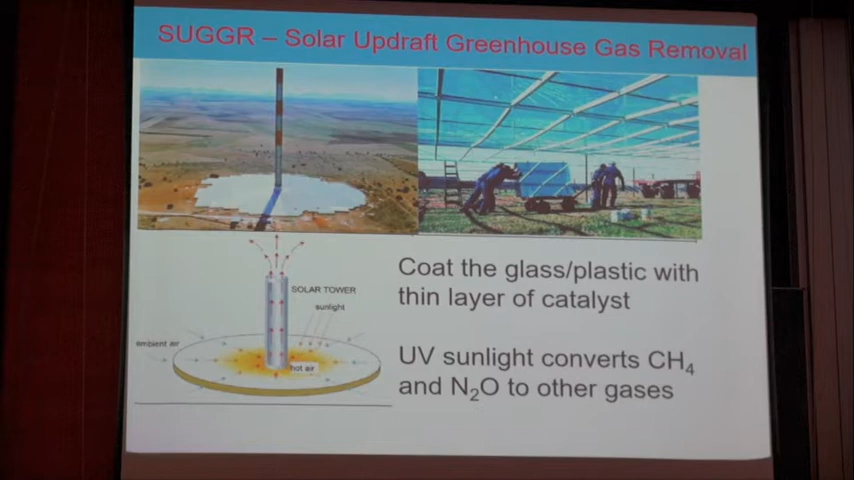 SUGGR – Solar Updraft Greenhouse Gas Removal
SOLAR TOWER
sunlight
ambient air
hot air
Coat the glass/plastic with
thin layer of catalyst
UV sunlight converts CH₄
and N₂O to other gases